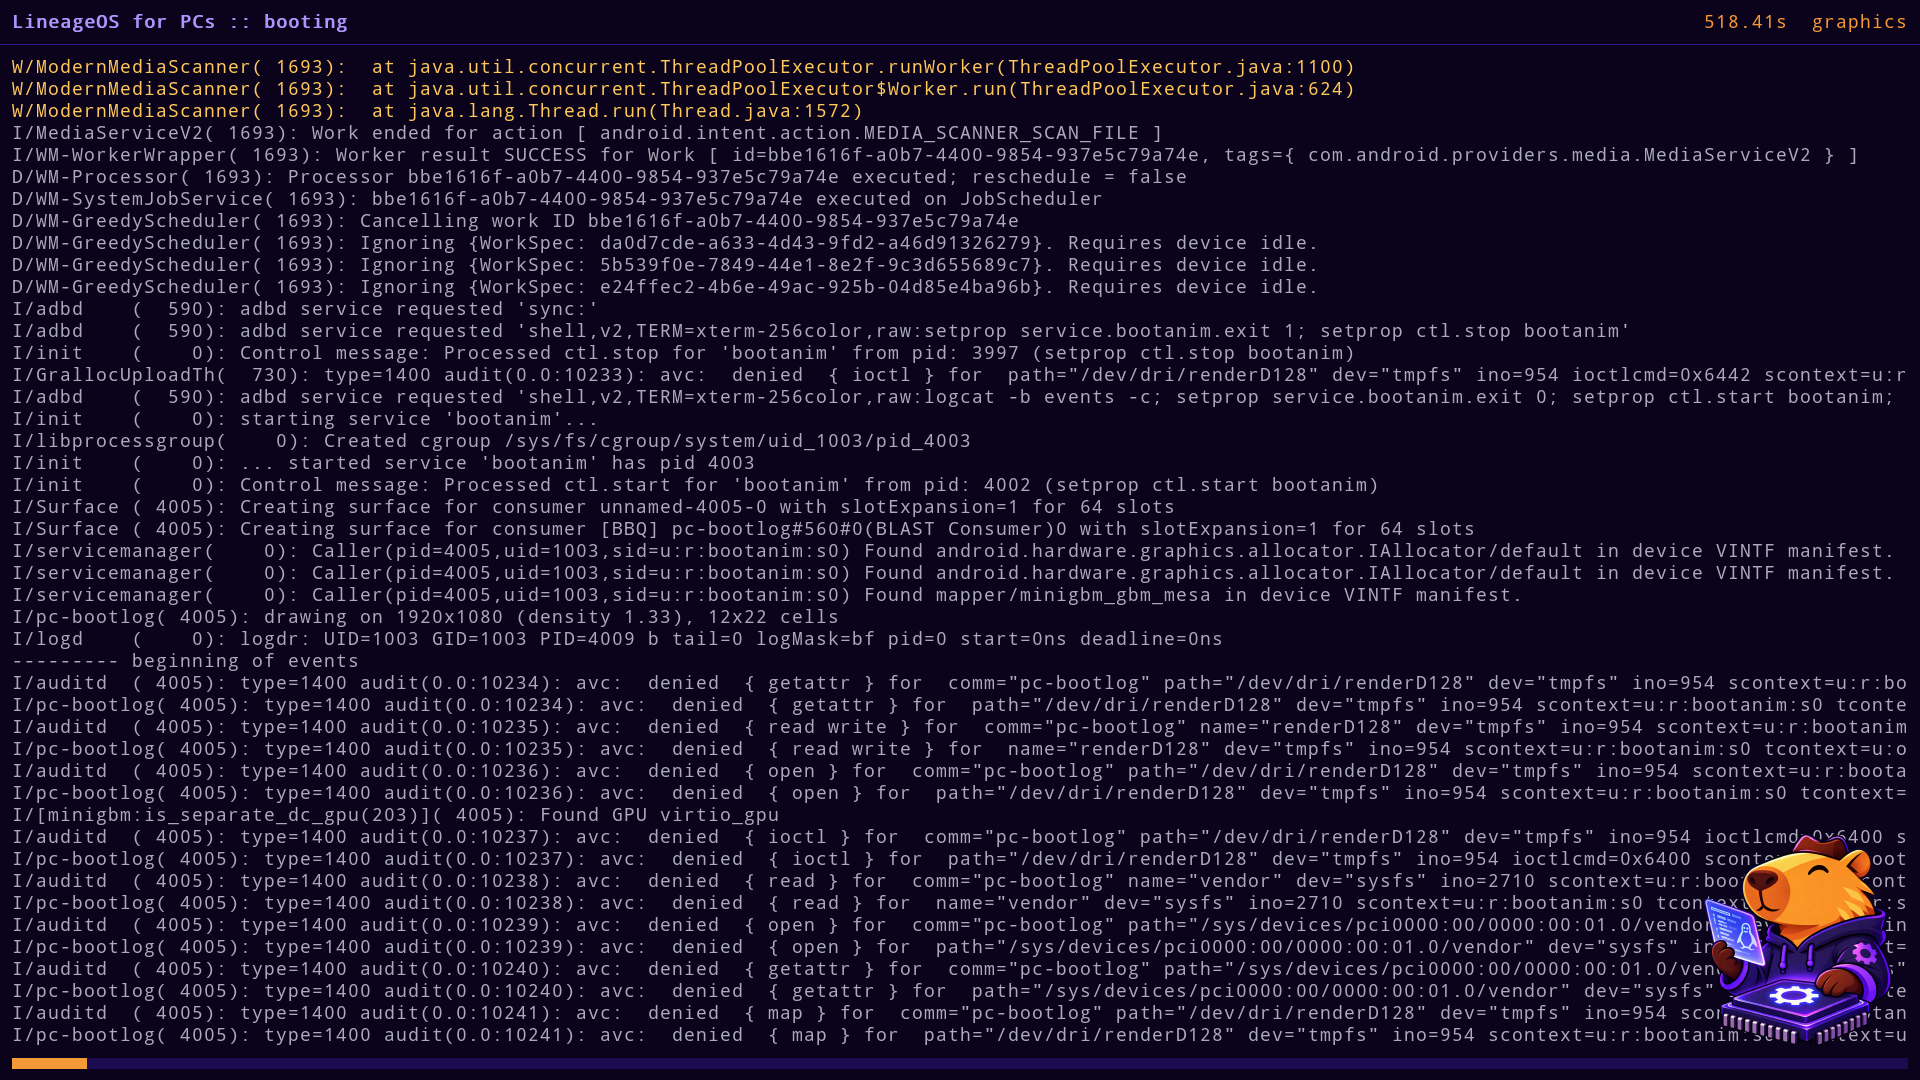 LineageOS for PCs :: booting
518.41s graphics
W/ModernMediaScanner( 1693):  at java.util.concurrent.ThreadPoolExecutor.runWorker(ThreadPoolExecutor.java:1100)
W/ModernMediaScanner( 1693):  at java.util.concurrent.ThreadPoolExecutor$Worker.run(ThreadPoolExecutor.java:624)
W/ModernMediaScanner( 1693):  at java.lang.Thread.run(Thread.java:1572)
I/MediaServiceV2( 1693): Work ended for action [ android.intent.action.MEDIA_SCANNER_SCAN_FILE ]
I/WM-WorkerWrapper( 1693): Worker result SUCCESS for Work [ id=bbe1616f-a0b7-4400-9854-937e5c79a74e, tags={ com.android.providers.media.MediaServiceV2 } ]
D/WM-Processor( 1693): Processor bbe1616f-a0b7-4400-9854-937e5c79a74e executed; reschedule = false
D/WM-SystemJobService( 1693): bbe1616f-a0b7-4400-9854-937e5c79a74e executed on JobScheduler
D/WM-GreedyScheduler( 1693): Cancelling work ID bbe1616f-a0b7-4400-9854-937e5c79a74e
D/WM-GreedyScheduler( 1693): Ignoring {WorkSpec: da0d7cde-a633-4d43-9fd2-a46d91326279}. Requires device idle.
D/WM-GreedyScheduler( 1693): Ignoring {WorkSpec: 5b539f0e-7849-44e1-8e2f-9c3d655689c7}. Requires device idle.
D/WM-GreedyScheduler( 1693): Ignoring {WorkSpec: e24ffec2-4b6e-49ac-925b-04d85e4ba96b}. Requires device idle.
I/adbd    (  590): adbd service requested 'sync:'
I/adbd    (  590): adbd service requested 'shell,v2,TERM=xterm-256color,raw:setprop service.bootanim.exit 1; setprop ctl.stop bootanim'
I/init    (    0): Control message: Processed ctl.stop for 'bootanim' from pid: 3997 (setprop ctl.stop bootanim)
I/GrallocUploadTh(  730): type=1400 audit(0.0:10233): avc:  denied  { ioctl } for  path="/dev/dri/renderD128" dev="tmpfs" ino=954 ioctlcmd=0x6442 scontext=u:r
I/adbd    (  590): adbd service requested 'shell,v2,TERM=xterm-256color,raw:logcat -b events -c; setprop service.bootanim.exit 0; setprop ctl.start bootanim;
I/init    (    0): starting service 'bootanim'...
I/libprocessgroup(    0): Created cgroup /sys/fs/cgroup/system/uid_1003/pid_4003
I/init    (    0): ... started service 'bootanim' has pid 4003
I/init    (    0): Control message: Processed ctl.start for 'bootanim' from pid: 4002 (setprop ctl.start bootanim)
I/Surface ( 4005): Creating surface for consumer unnamed-4005-0 with slotExpansion=1 for 64 slots
I/Surface ( 4005): Creating surface for consumer [BBQ] pc-bootlog#560#0(BLAST Consumer)0 with slotExpansion=1 for 64 slots
I/servicemanager(    0): Caller(pid=4005,uid=1003,sid=u:r:bootanim:s0) Found android.hardware.graphics.allocator.IAllocator/default in device VINTF manifest.
I/servicemanager(    0): Caller(pid=4005,uid=1003,sid=u:r:bootanim:s0) Found android.hardware.graphics.allocator.IAllocator/default in device VINTF manifest.
I/servicemanager(    0): Caller(pid=4005,uid=1003,sid=u:r:bootanim:s0) Found mapper/minigbm_gbm_mesa in device VINTF manifest.
I/pc-bootlog( 4005): drawing on 1920x1080 (density 1.33), 12x22 cells
I/logd    (    0): logdr: UID=1003 GID=1003 PID=4009 b tail=0 logMask=bf pid=0 start=0ns deadline=0ns
--------- beginning of events
I/auditd  ( 4005): type=1400 audit(0.0:10234): avc:  denied  { getattr } for  comm="pc-bootlog" path="/dev/dri/renderD128" dev="tmpfs" ino=954 scontext=u:r:bo
I/pc-bootlog( 4005): type=1400 audit(0.0:10234): avc:  denied  { getattr } for  path="/dev/dri/renderD128" dev="tmpfs" ino=954 scontext=u:r:bootanim:s0 tconte
I/auditd  ( 4005): type=1400 audit(0.0:10235): avc:  denied  { read write } for  comm="pc-bootlog" name="renderD128" dev="tmpfs" ino=954 scontext=u:r:bootanim
I/pc-bootlog( 4005): type=1400 audit(0.0:10235): avc:  denied  { read write } for  name="renderD128" dev="tmpfs" ino=954 scontext=u:r:bootanim:s0 tcontext=u:o
I/auditd  ( 4005): type=1400 audit(0.0:10236): avc:  denied  { open } for  comm="pc-bootlog" path="/dev/dri/renderD128" dev="tmpfs" ino=954 scontext=u:r:boota
I/pc-bootlog( 4005): type=1400 audit(0.0:10236): avc:  denied  { open } for  path="/dev/dri/renderD128" dev="tmpfs" ino=954 scontext=u:r:bootanim:s0 tcontext=
I/[minigbm:is_separate_dc_gpu(203)]( 4005): Found GPU virtio_gpu
I/auditd  ( 4005): type=1400 audit(0.0:10237): avc:  denied  { ioctl } for  comm="pc-bootlog" path="/dev/dri/renderD128" dev="tmpfs" ino=954 ioctlcmd=0x6400 s
I/pc-bootlog( 4005): type=1400 audit(0.0:10237): avc:  denied  { ioctl } for  path="/dev/dri/renderD128" dev="tmpfs" ino=954 ioctlcmd=0x6400
I/auditd  ( 4005): type=1400 audit(0.0:10238): avc:  denied  { read } for  comm="pc-bootlog" name="vendor" dev="sysfs" ino=2710
I/pc-bootlog( 4005): type=1400 audit(0.0:10238): avc:  denied  { read } for  name="vendor" dev="sysfs" ino=2710 scontext=u:r:bootanim:s0
I/auditd  ( 4005): type=1400 audit(0.0:10239): avc:  denied  { open } for  comm="pc-bootlog" path="/sys/devices/pci0000:00/0000:00:01.0/vendor
I/pc-bootlog( 4005): type=1400 audit(0.0:10239): avc:  denied  { open } for  path="/sys/devices/pci0000:00/0000:00:01.0/vendor" dev="sysfs"
I/auditd  ( 4005): type=1400 audit(0.0:10240): avc:  denied  { getattr } for  comm="pc-bootlog"
I/pc-bootlog( 4005): type=1400 audit(0.0:10240): avc:  denied  { getattr } for  path="/sys/devices/pci0000:00/0000:00:01.0/vendor" dev="sysfs"
I/auditd  ( 4005): type=1400 audit(0.0:10241): avc:  denied  { map } for  comm="pc-bootlog" path="/dev/dri/renderD128" dev="tmpfs" ino=954
I/pc-bootlog( 4005): type=1400 audit(0.0:10241): avc:  denied  { map } for  path="/dev/dri/renderD128" dev="tmpfs" ino=954